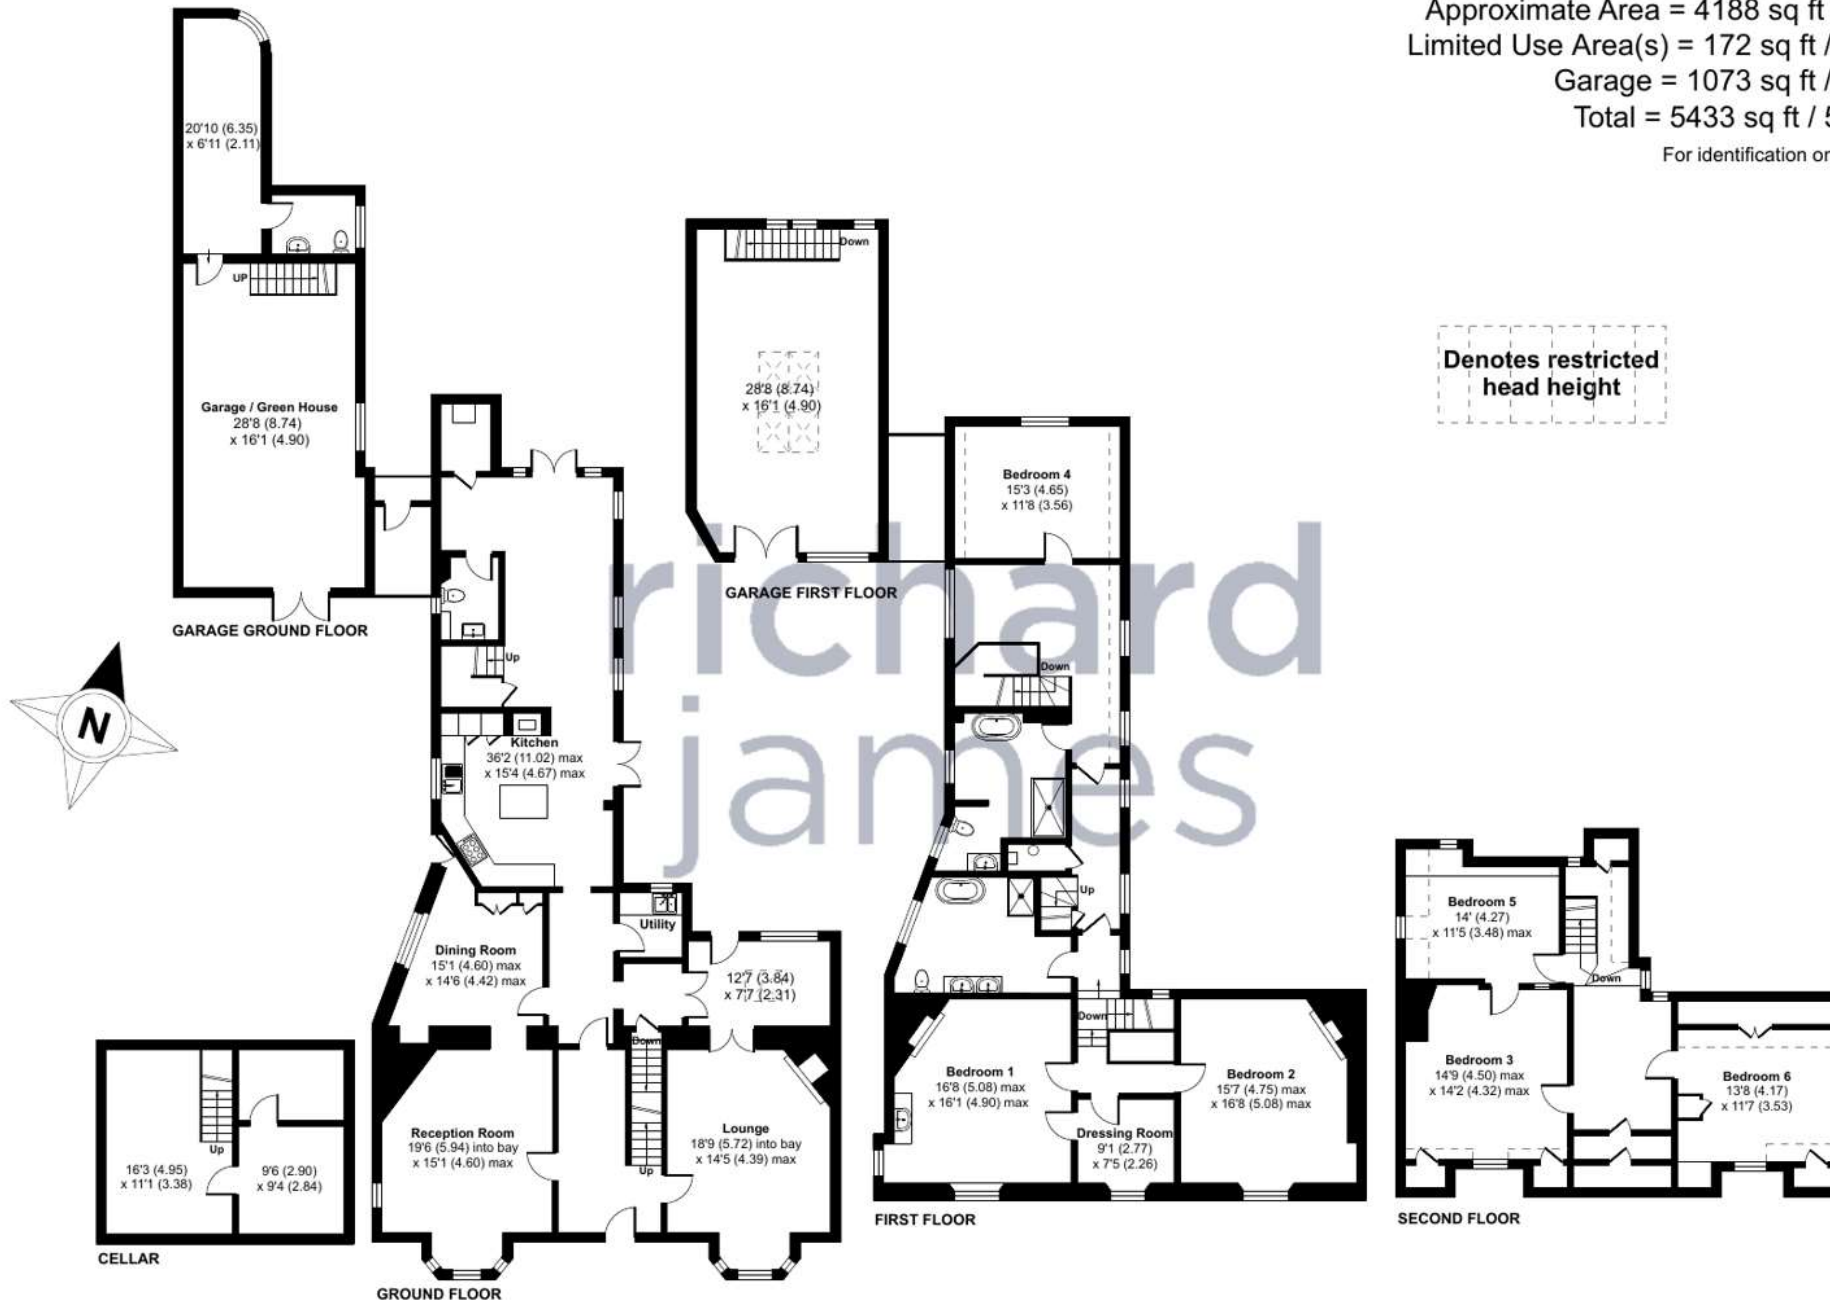 Approximate Area = 4188 sq ft
Limited Use Area(s) = 172 sq ft /
Garage = 1073 sq ft /
Total = 5433 sq ft / 5
For identification on
Denotes restricted
head height
20'10 (6.35)
x 6'11 (2.11)
UP
Garage / Green House
28'8 (8.74)
x 16'1 (4.90)
GARAGE GROUND FLOOR
Down
28'8 (8.74)
x 16'1 (4.90)
GARAGE FIRST FLOOR
richard
james
N
Up
Kitchen
36'2 (11.02) max
x 15'4 (4.67) max
Utility
Dining Room
15'1 (4.60) max
x 14'6 (4.42) max
12'7 (3.84)
x 7'7 (2.31)
Down
Up
Reception Room
19'6 (5.94) into bay
x 15'1 (4.60) max
Lounge
18'9 (5.72) into bay
x 14'5 (4.39) max
GROUND FLOOR
Up
16'3 (4.95)
x 11'1 (3.38)
9'6 (2.90)
x 9'4 (2.84)
CELLAR
Bedroom 4
15'3 (4.65)
x 11'8 (3.56)
Down
Up
Down
Bedroom 1
16'8 (5.08) max
x 16'1 (4.90) max
Bedroom 2
15'7 (4.75) max
x 16'8 (5.08) max
Dressing Room
9'1 (2.77)
x 7'5 (2.26)
FIRST FLOOR
Bedroom 5
14' (4.27)
x 11'5 (3.48) max
Down
Bedroom 3
14'9 (4.50) max
x 14'2 (4.32) max
Bedroom 6
13'8 (4.17)
x 11'7 (3.53)
SECOND FLOOR